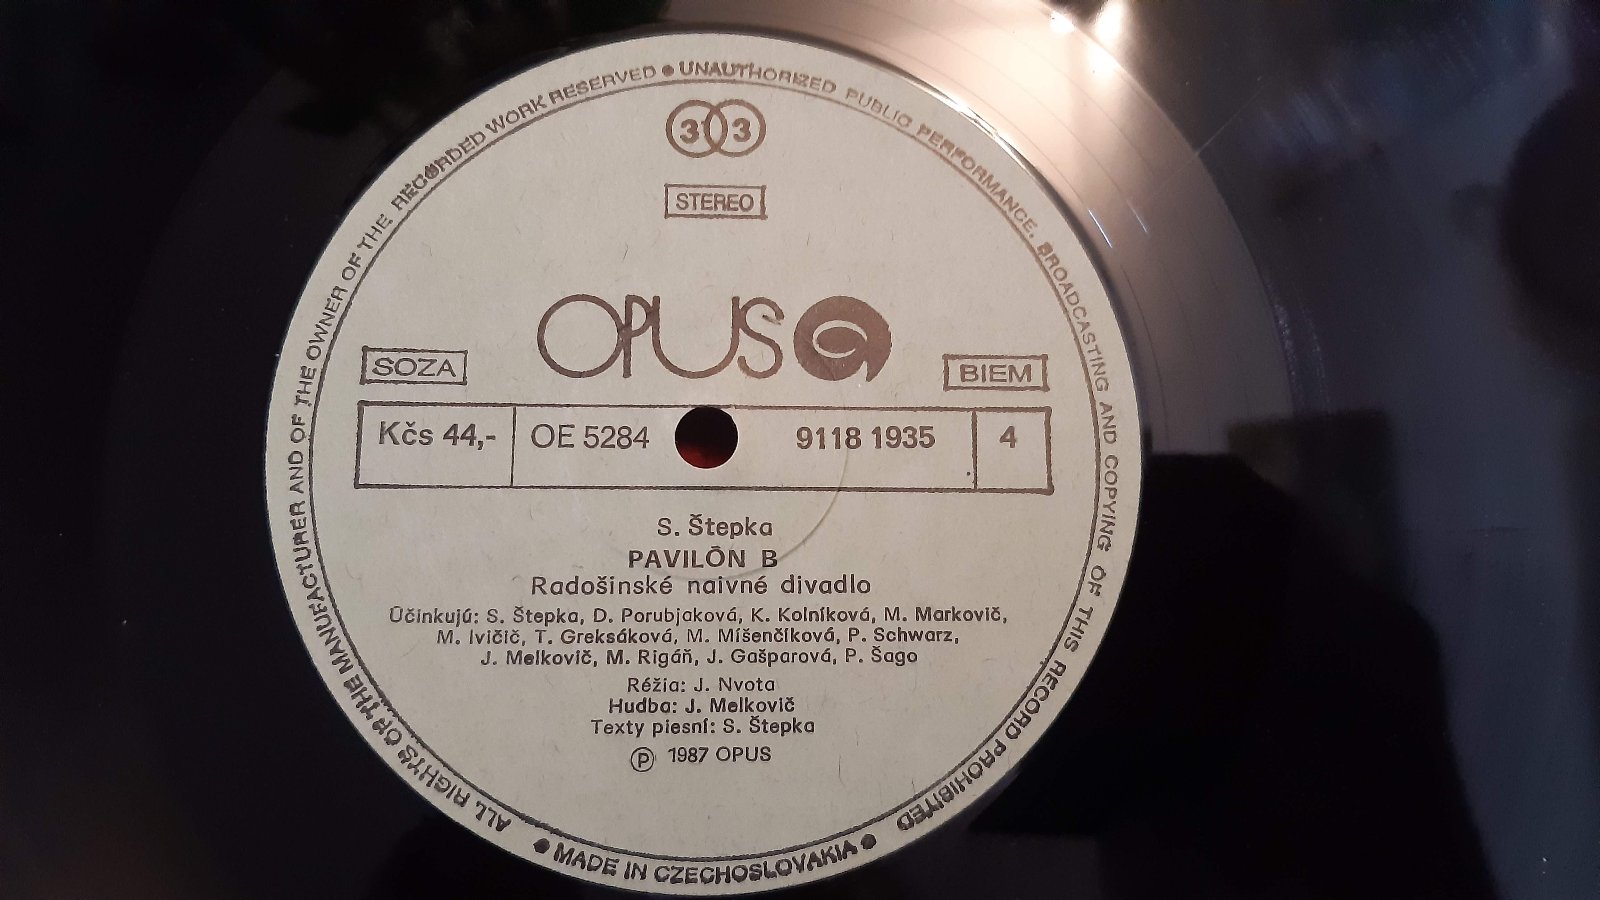 ALL RIGHTS OF THE MANUFACTURER AND OF THE OWNER OF THE RECORDED WORK RESERVED ● UNAUTHORIZED PUBLIC PERFORMANCE, BROADCASTING AND COPYING OF THIS RECORD PROHIBITED
33
STEREO
OPUS
SOZA
BIEM
Kčs 44,- OE 5284 9118 1935 4
S. Štepka
PAVILÓN B
Radošinské naivné divadlo
Účinkujú: S. Štepka, D. Porubjaková, K. Kolníková, M. Markovič,
M. Ivičič, T. Greksáková, M. Míšenčíková, P. Schwarz,
J. Melkovič, M. Rigáň, J. Gašparová, P. Šago
Réžia: J. Nvota
Hudba: J. Melkovič
Texty piesní: S. Štepka
Ⓟ 1987 OPUS
● MADE IN CZECHOSLOVAKIA ●